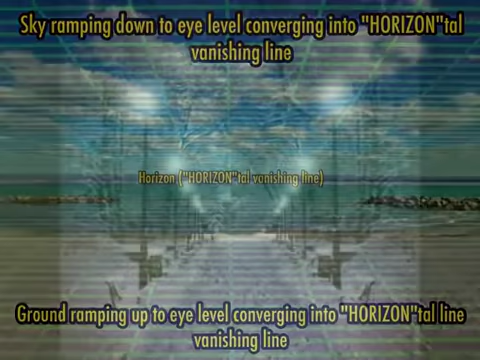 Sky ramping down to eye level converging into "HORIZON"tal
vanishing line
Horizon ("HORIZON"tal vanishing line)
Ground ramping up to eye level converging into "HORIZON"tal line
vanishing line